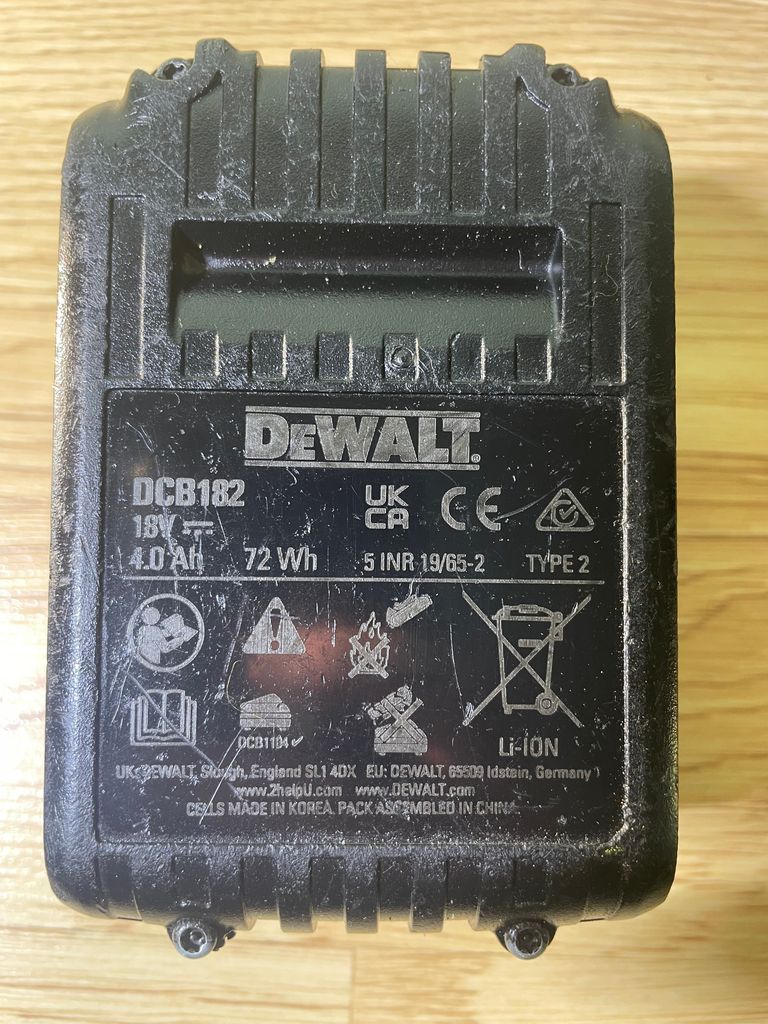 DEWALT®
DCB182
18V
4.0 Ah 72 Wh
UK CA CE
5 INR 19/65-2 TYPE 2
DCB1104
Li-ION
UK: DEWALT, Slough, England SL1 4DX EU: DEWALT, 65509 Idstein, Germany
www.2helpU.com www.DEWALT.com
CELLS MADE IN KOREA. PACK ASSEMBLED IN CHINA